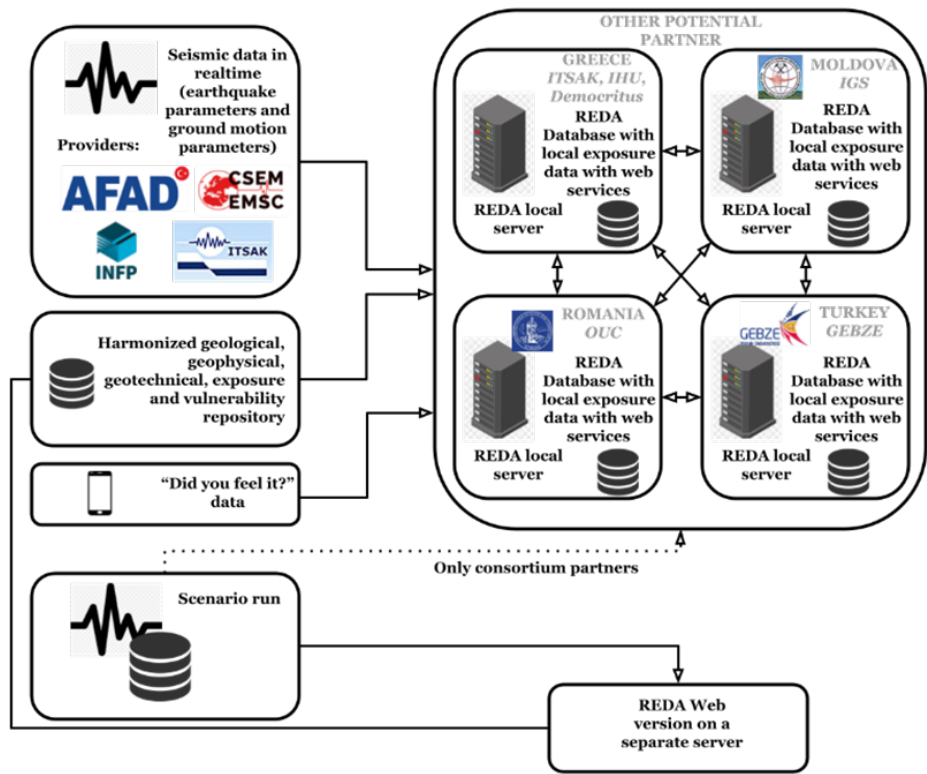 Seismic data in
realtime
(earthquake
parameters and
ground motion
parameters)
Providers:
AFAD
CSEM
EMSC
INFP
ITSAK
Harmonized geological,
geophysical,
geotechnical, exposure
and vulnerability
repository
“Did you feel it?”
data
Scenario run
OTHER POTENTIAL
PARTNER
GREECE
ITSAK, IHU,
Democritus
REDA
Database with
local exposure
data with web
services
REDA local
server
MOLDOVA
IGS
REDA
Database with
local exposure
data with web
services
REDA local
server
ROMANIA
OUC
REDA
Database with
local exposure
data with web
services
REDA local
server
GEBZE
TURKEY
GEBZE
REDA
Database with
local exposure
data with web
services
REDA local
server
Only consortium partners
REDA Web
version on a
separate server